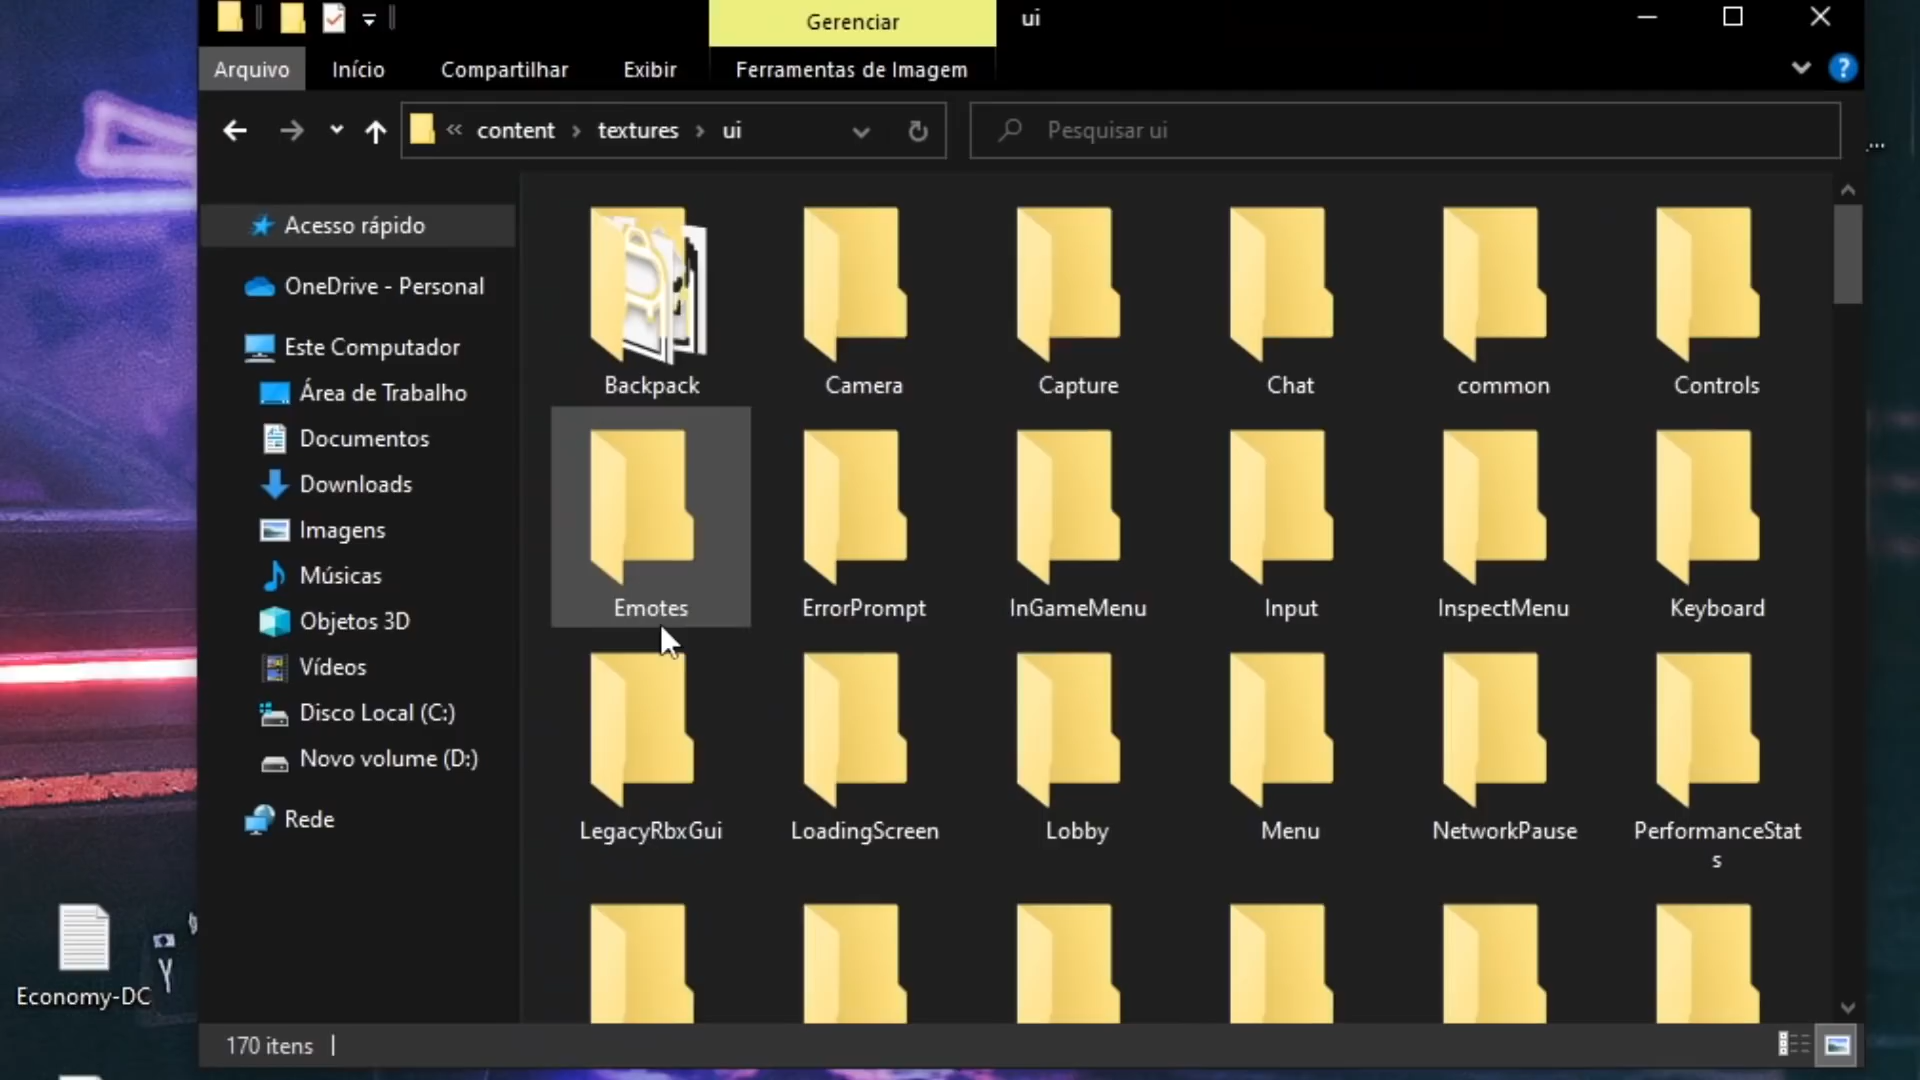 Gerenciar
ui
Arquivo
Início
Compartilhar
Exibir
Ferramentas de Imagem
?
« content > textures > ui
Pesquisar ui
...
Acesso rápido
OneDrive - Personal
Este Computador
Área de Trabalho
Documentos
Downloads
Imagens
Músicas
Objetos 3D
Vídeos
Disco Local (C:)
Novo volume (D:)
Rede
Backpack
Camera
Capture
Chat
common
Controls
Emotes
ErrorPrompt
InGameMenu
Input
InspectMenu
Keyboard
LegacyRbxGui
LoadingScreen
Lobby
Menu
NetworkPause
PerformanceStat
s
Economy-DC
170 itens